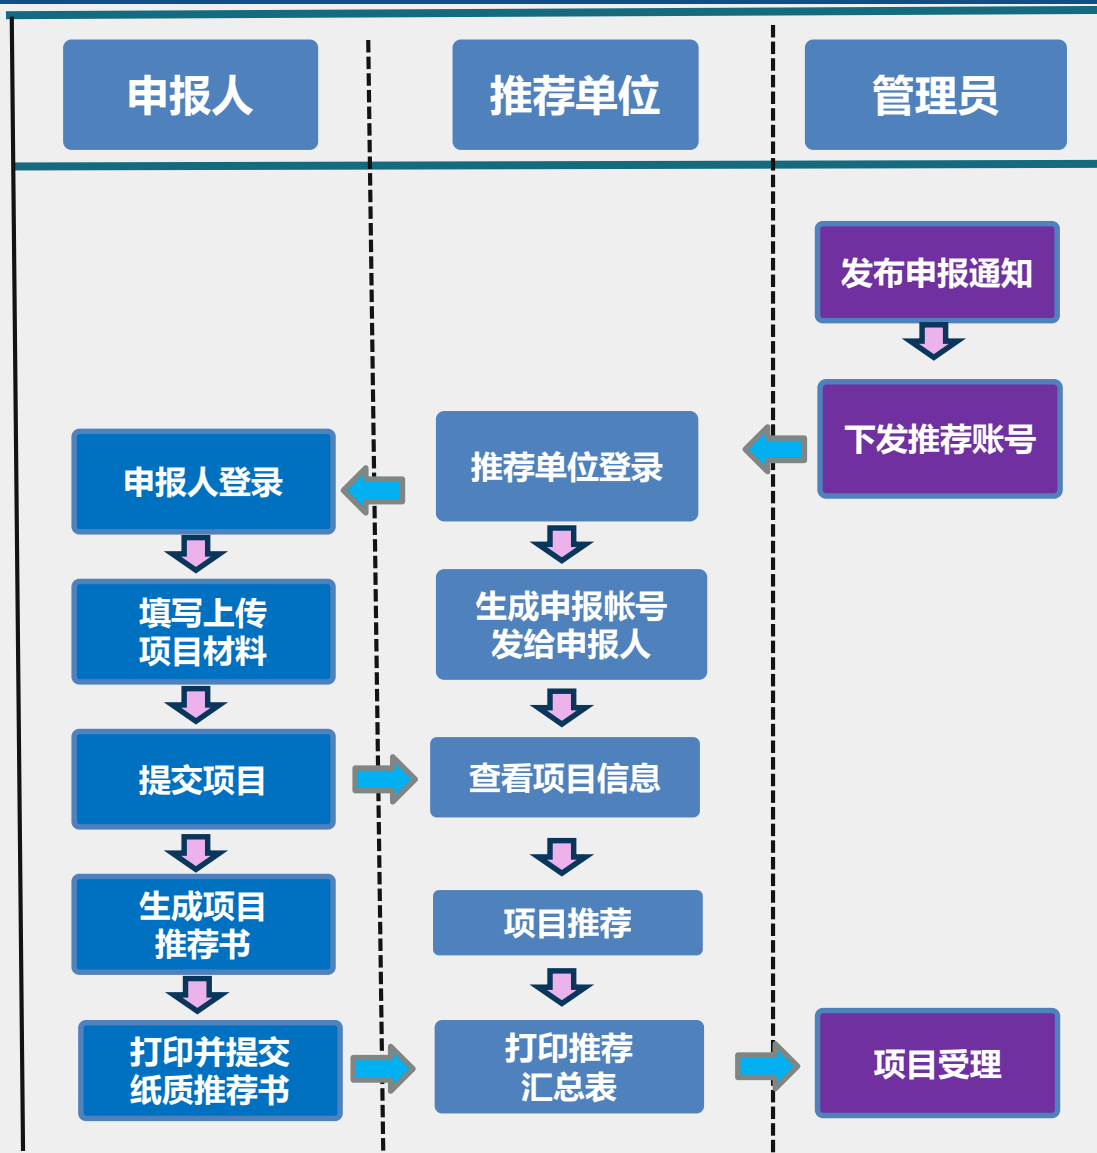 申报人
推荐单位
管理员
发布申报通知
下发推荐账号
推荐单位登录
申报人登录
生成申报帐号
发给申报人
填写上传
项目材料
提交项目
查看项目信息
生成项目
推荐书
项目推荐
打印并提交
纸质推荐书
打印推荐
汇总表
项目受理